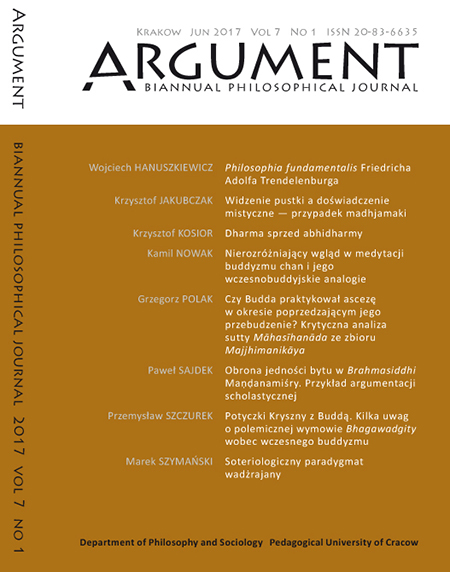 ARGUMENT BIANNUAL PHILOSOPHICAL JOURNAL 2017 VOL 7 NO 1
KRAKOW JUN 2017 VOL 7 NO 1 ISSN 20-83-6635
ARGUMENT
BIANNUAL PHILOSOPHICAL JOURNAL
Wojciech HANUSZKIEWICZ Philosophia fundamentalis Friedricha
Adolfa Trendelenburga
Krzysztof JAKUBCZAK Widzenie pustki a doświadczenie
mistyczne — przypadek madhjamaki
Krzysztof KOSIOR Dharma sprzed abhidharmy
Kamil NOWAK Nierozróżniający wgląd w medytacji
buddyzmu chan i jego
wczesnobuddyjskie analogie
Grzegorz POLAK Czy Budda praktykował ascezę
w okresie poprzedzającym jego
przebudzenie? Krytyczna analiza
sutty Māhasīhanāda ze zbioru
Majjhimanikāya
Paweł SAJDEK Obrona jedności bytu w Brahmasiddhi
Maṇḍanamiśry. Przykład argumentacji
scholastycznej
Przemysław SZCZUREK Potyczki Kryszny z Buddą. Kilka uwag
o polemicznej wymowie Bhagawadgity
wobec wczesnego buddyzmu
Marek SZYMAŃSKI Soteriologiczny paradygmat
wadżrajany
Department of Philosophy and Sociology Pedagogical University of Cracow